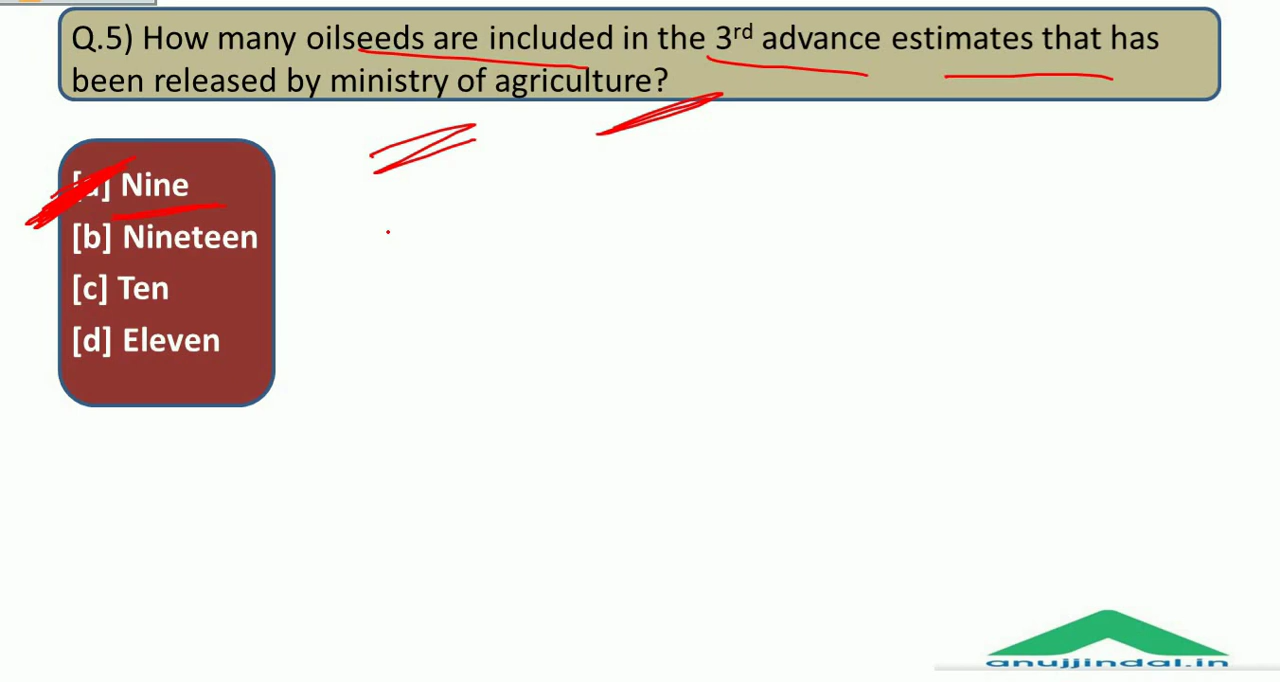 Q.5) How many oilseeds are included in the 3rd advance estimates that has
been released by ministry of agriculture?
[a] Nine
[b] Nineteen
[c] Ten
[d] Eleven
anujjindal.in